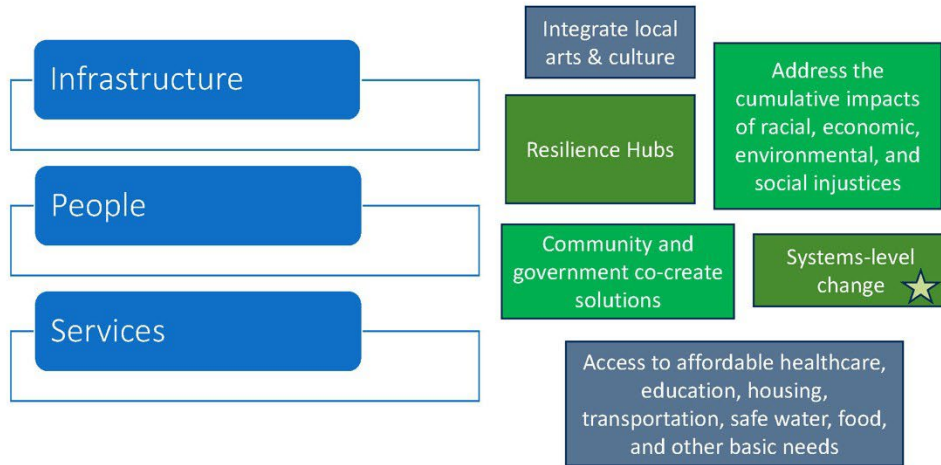 Infrastructure
People
Services
Integrate local
arts & culture
Address the
cumulative impacts
of racial, economic,
environmental, and
social injustices
Resilience Hubs
Community and
government co-create
solutions
Systems-level
change
Access to affordable healthcare,
education, housing,
transportation, safe water, food,
and other basic needs